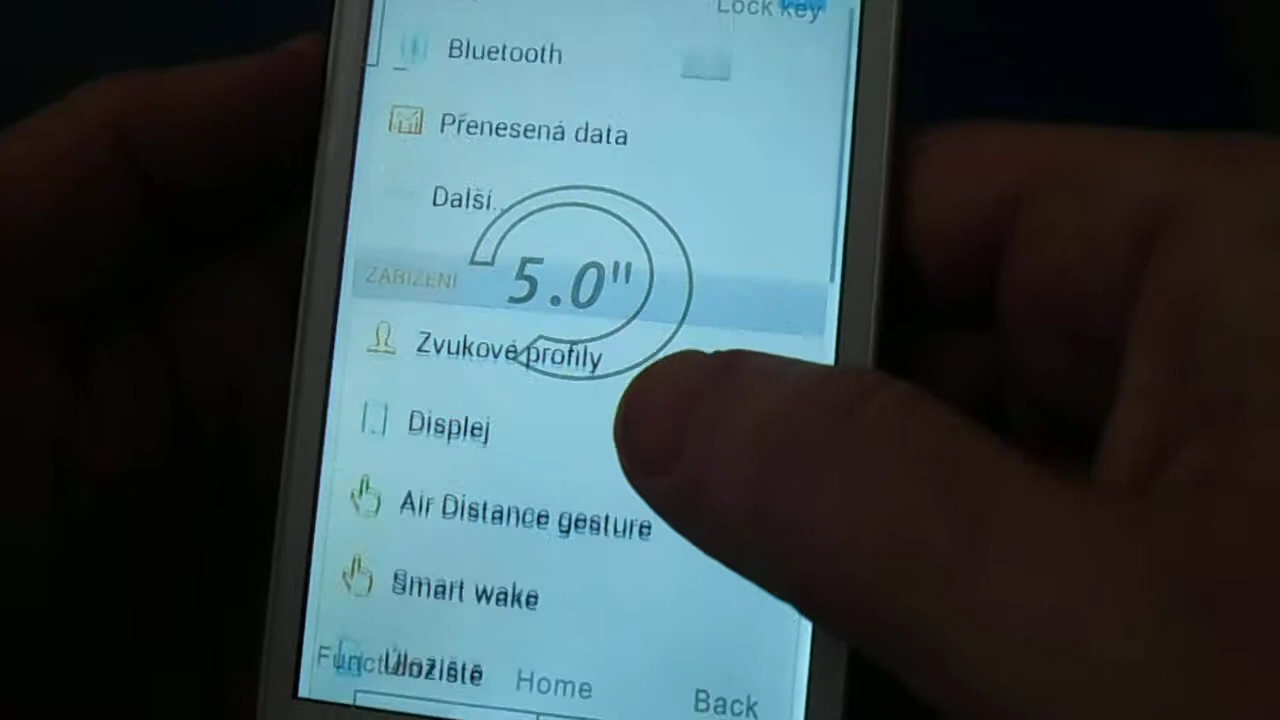 Lock key
Bluetooth
Přenesená data
Další...
ZAŘÍZENÍ
5.0"
Zvukové profily
Displej
Air Distance gesture
Smart wake
Úložiště
Home
Back